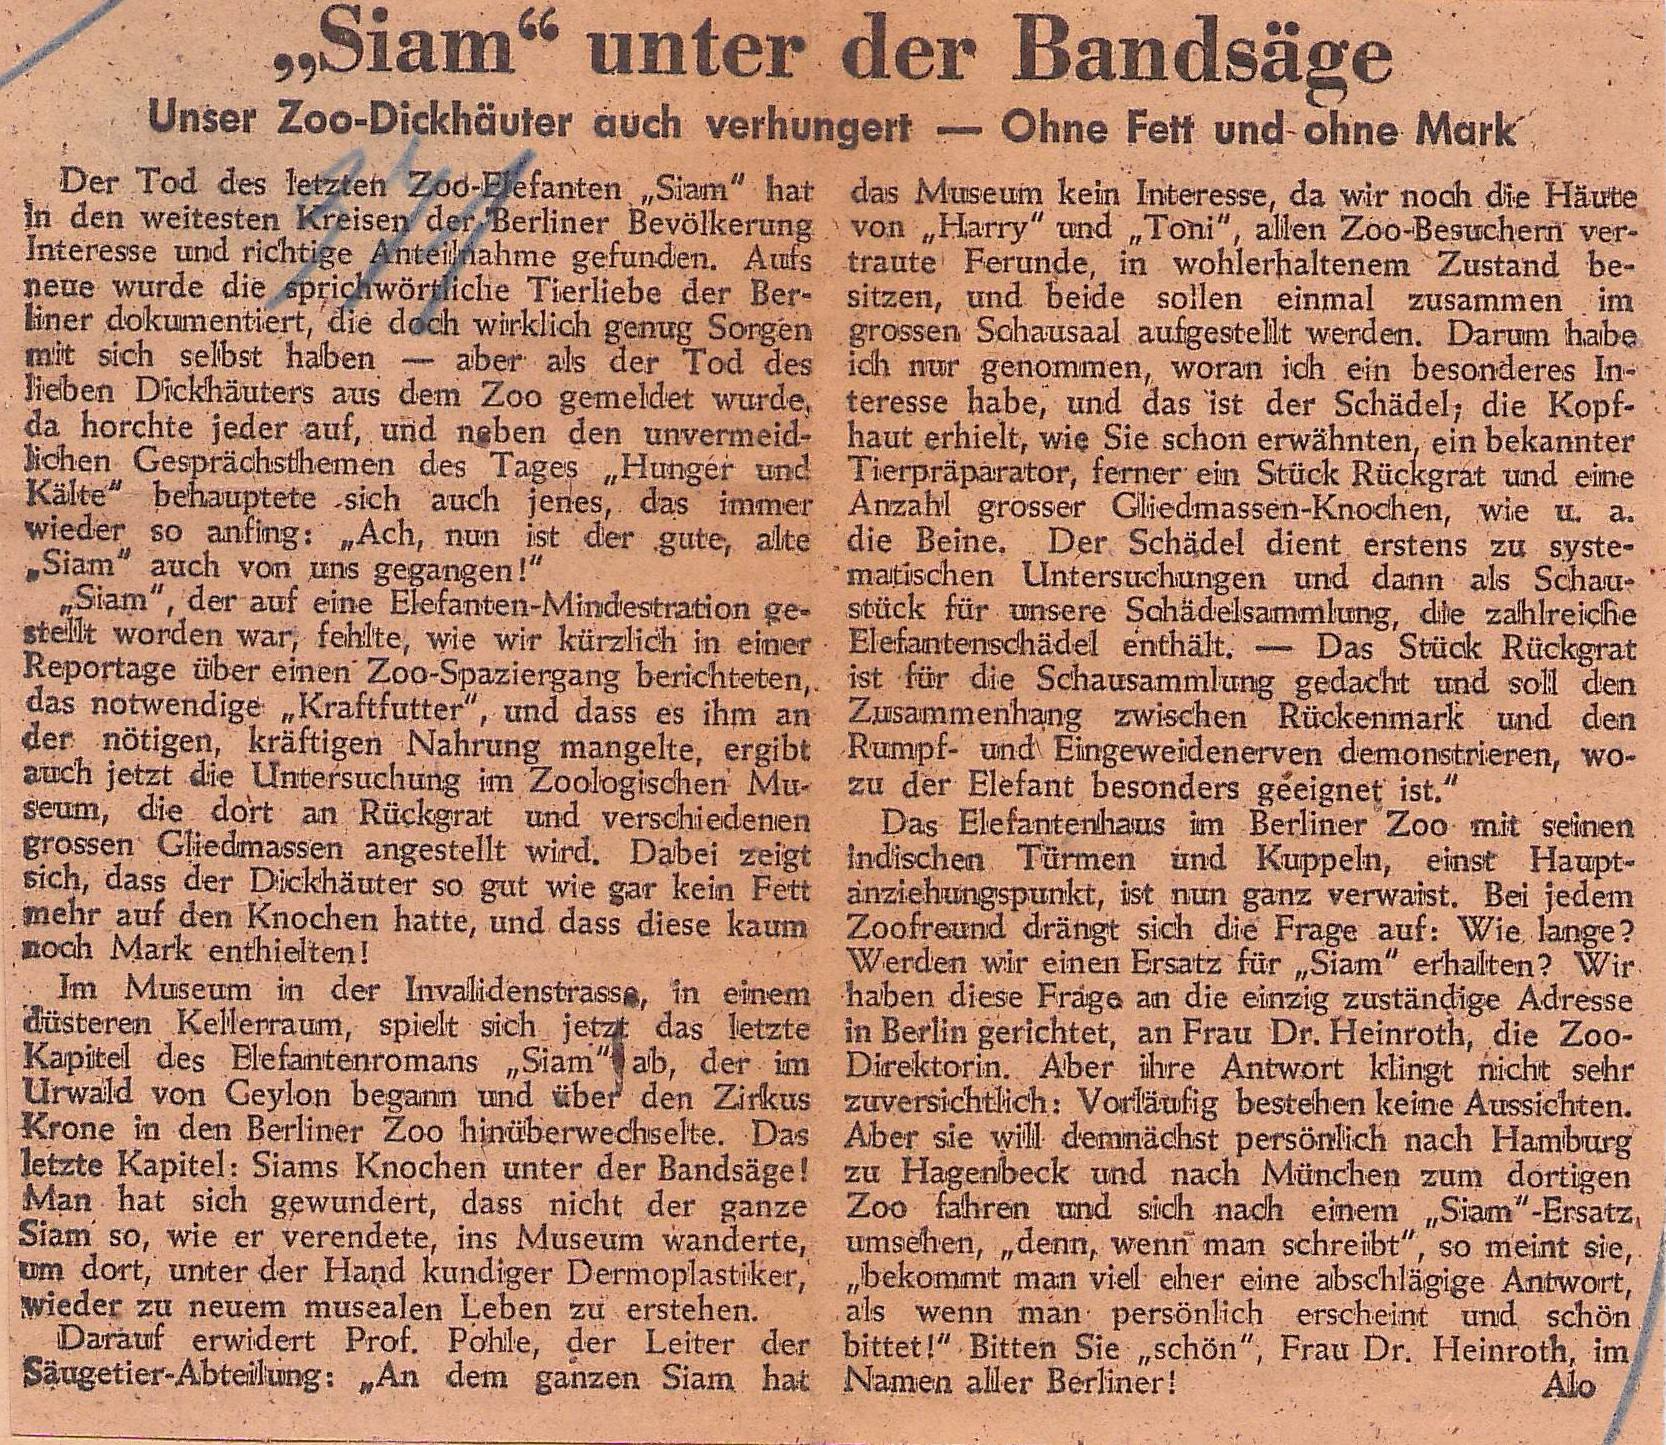 „Siam“ unter der Bandsäge
Unser Zoo-Dickhäuter auch verhungert — Ohne Fett und ohne Mark
Der Tod des letzten Zoo-Elefanten „Siam“ hat
in den weitesten Kreisen der Berliner Bevölkerung
Interesse und richtige Anteilnahme gefunden. Aufs
neue wurde die sprichwörtliche Tierliebe der Ber-
liner dokumentiert, die doch wirklich genug Sorgen
mit sich selbst haben — aber als der Tod des
lieben Dickhäuters aus dem Zoo gemeldet wurde,
da horchte jeder auf, und neben den unvermeid-
lichen Gesprächsthemen des Tages „Hunger und
Kälte“ behauptete sich auch jenes, das immer
wieder so anfing: „Ach, nun ist der gute, alte
„Siam“ auch von uns gegangen!“
„Siam“, der auf eine Elefanten-Mindestration ge-
stellt worden war, fehlte, wie wir kürzlich in einer
Reportage über einen Zoo-Spaziergang berichteten,
das notwendige „Kraftfutter“, und dass es ihm an
der nötigen, kräftigen Nahrung mangelte, ergibt
auch jetzt die Untersuchung im Zoologischen Mu-
seum, die dort an Rückgrat und verschiedenen
grossen Gliedmassen angestellt wird. Dabei zeigt
sich, dass der Dickhäuter so gut wie gar kein Fett
mehr auf den Knochen hatte, und dass diese kaum
noch Mark enthielten!
Im Museum in der Invalidenstrasse, in einem
düsteren Kellerraum, spielt sich jetzt das letzte
Kapitel des Elefantenromans „Siam“ ab, der im
Urwald von Ceylon begann und über den Zirkus
Krone in den Berliner Zoo hinüberwechselte. Das
letzte Kapitel: Siams Knochen unter der Bandsäge!
Man hat sich gewundert, dass nicht der ganze
Siam so, wie er verendete, ins Museum wanderte,
um dort, unter der Hand kundiger Dermoplastiker,
wieder zu neuem musealen Leben zu erstehen.
Darauf erwidert Prof. Pohle, der Leiter der
Säugetier-Abteilung: „An dem ganzen Siam hat
das Museum kein Interesse, da wir noch die Häute
von „Harry“ und „Toni“, allen Zoo-Besuchern ver-
traute Ferunde, in wohlerhaltenem Zustand be-
sitzen, und beide sollen einmal zusammen im
grossen Schausaal aufgestellt werden. Darum habe
ich nur genommen, woran ich ein besonderes In-
teresse habe, und das ist der Schädel; die Kopf-
haut erhielt, wie Sie schon erwähnten, ein bekannter
Tierpräparator, ferner ein Stück Rückgrat und eine
Anzahl grosser Gliedmassen-Knochen, wie u. a.
die Beine. Der Schädel dient erstens zu syste-
matischen Untersuchungen und dann als Schau-
stück für unsere Schädelsammlung, die zahlreiche
Elefantenschädel enthält. — Das Stück Rückgrat
ist für die Schausammlung gedacht und soll den
Zusammenhang zwischen Rückenmark und den
Rumpf- und Eingeweidenerven demonstrieren, wo-
zu der Elefant besonders geeignet ist.“
Das Elefantenhaus im Berliner Zoo mit seinen
indischen Türmen und Kuppeln, einst Haupt-
anziehungspunkt, ist nun ganz verwaist. Bei jedem
Zoofreund drängt sich die Frage auf: Wie lange?
Werden wir einen Ersatz für „Siam“ erhalten? Wir
haben diese Frage an die einzig zuständige Adresse
in Berlin gerichtet, an Frau Dr. Heinroth, die Zoo-
Direktorin. Aber ihre Antwort klingt nicht sehr
zuversichtlich: Vorläufig bestehen keine Aussichten.
Aber sie will demnächst persönlich nach Hamburg
zu Hagenbeck und nach München zum dortigen
Zoo fahren und sich nach einem „Siam“-Ersatz
umsehen, „denn, wenn man schreibt“, so meint sie,
„bekommt man viel eher eine abschlägige Antwort,
als wenn man persönlich erscheint und schön
bittet!“ Bitten Sie „schön“, Frau Dr. Heinroth, im
Namen aller Berliner! Alo